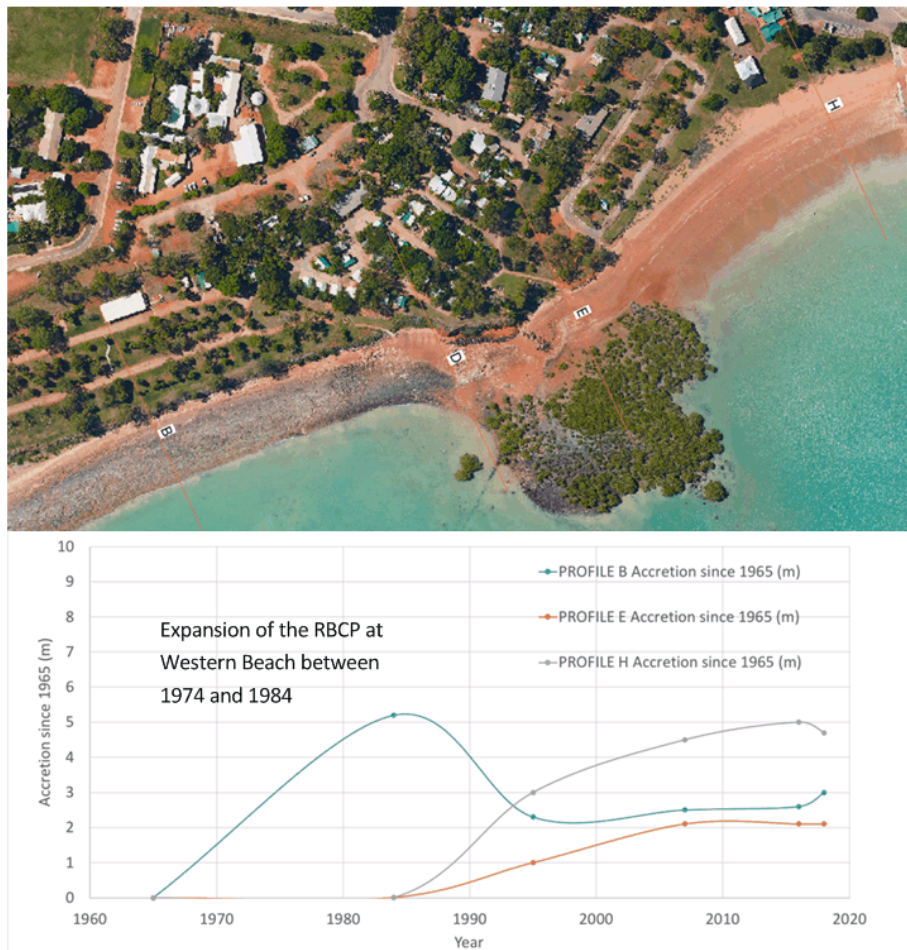 H
E
D
B
10
9
8
7
6
5
4
3
2
1
0
Accretion since 1965 (m)
PROFILE B Accretion since 1965 (m)
PROFILE E Accretion since 1965 (m)
PROFILE H Accretion since 1965 (m)
Expansion of the RBCP at
Western Beach between
1974 and 1984
1960 1970 1980 1990 2000 2010 2020
Year